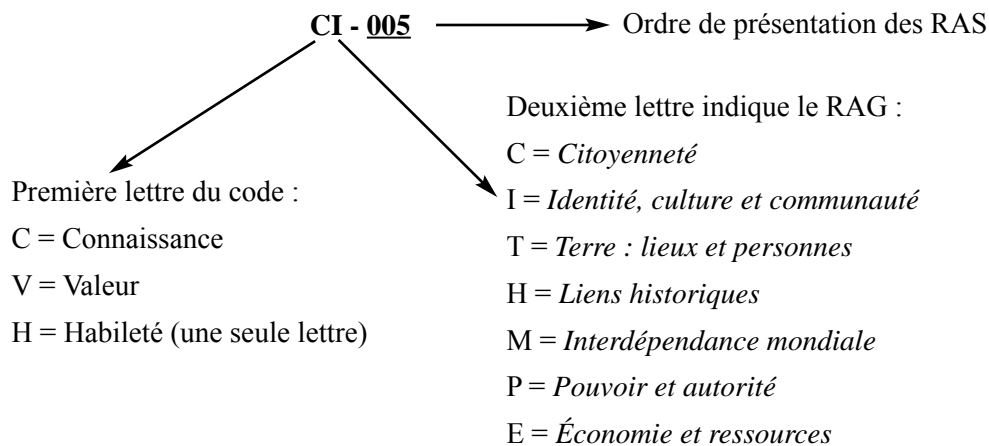 CI - 005
Ordre de présentation des RAS
Première lettre du code :
C = Connaissance
V = Valeur
H = Habileté (une seule lettre)
Deuxième lettre indique le RAG :
C = Citoyenneté
I = Identité, culture et communauté
T = Terre : lieux et personnes
H = Liens historiques
M = Interdépendance mondiale
P = Pouvoir et autorité
E = Économie et ressources